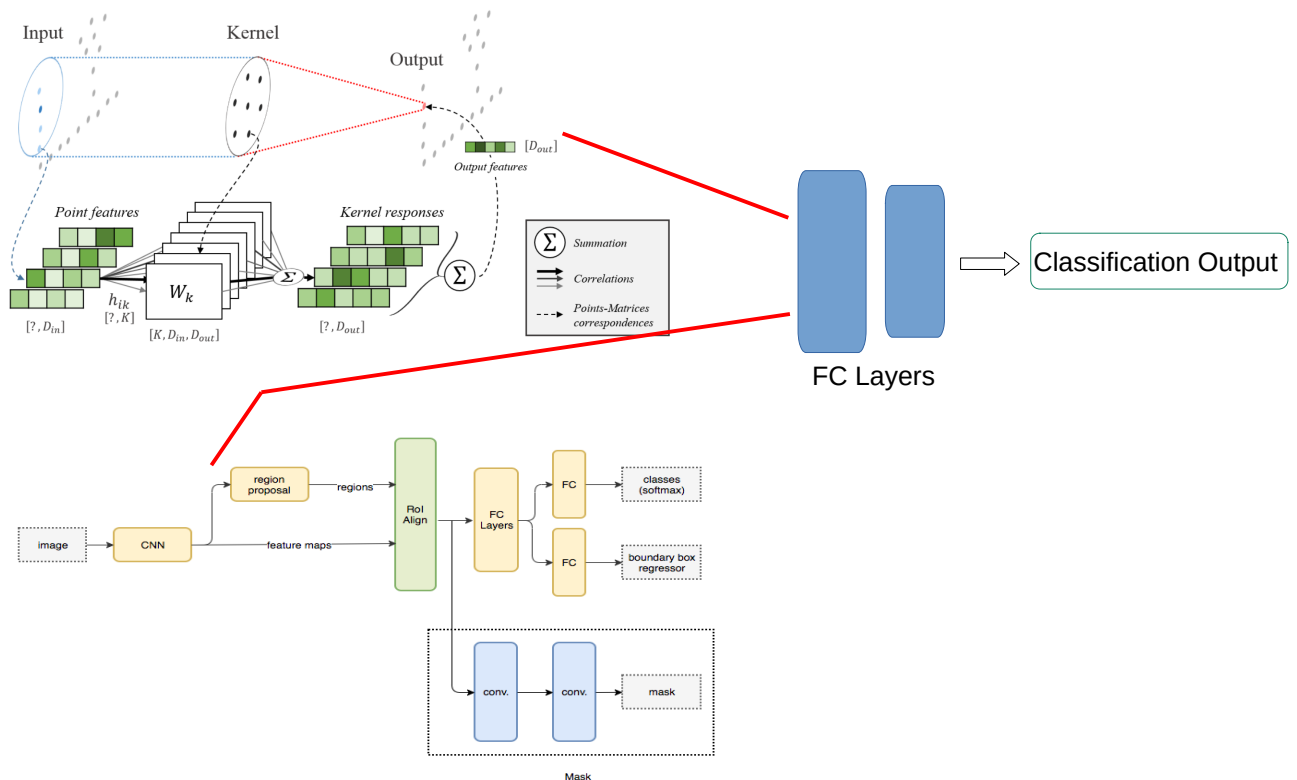 Input
Kernel
Output
[D_out]
Output features
Point features
Kernel responses
Σ
Summation
Correlations
Points-Matrices
correspondences
W_k
Σ
Σ
h_ik
[?, K]
[?, D_in]
[K, D_in, D_out]
[?, D_out]
FC Layers
Classification Output
image
CNN
region
proposal
regions
feature maps
RoI
Align
FC
Layers
FC
classes
(softmax)
FC
boundary box
regressor
conv.
conv.
mask
Mask